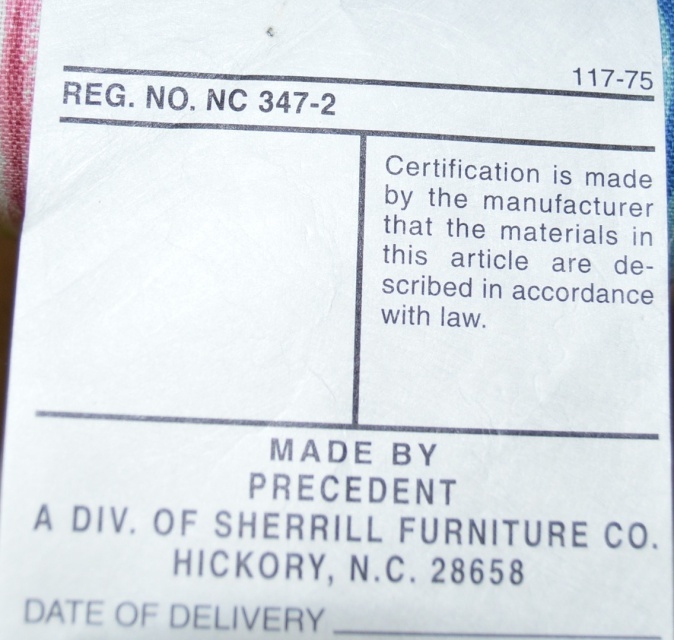 117-75
REG. NO. NC 347-2
Certification is made
by the manufacturer
that the materials in
this article are de-
scribed in accordance
with law.
MADE BY
PRECEDENT
A DIV. OF SHERRILL FURNITURE CO.
HICKORY, N.C. 28658
DATE OF DELIVERY